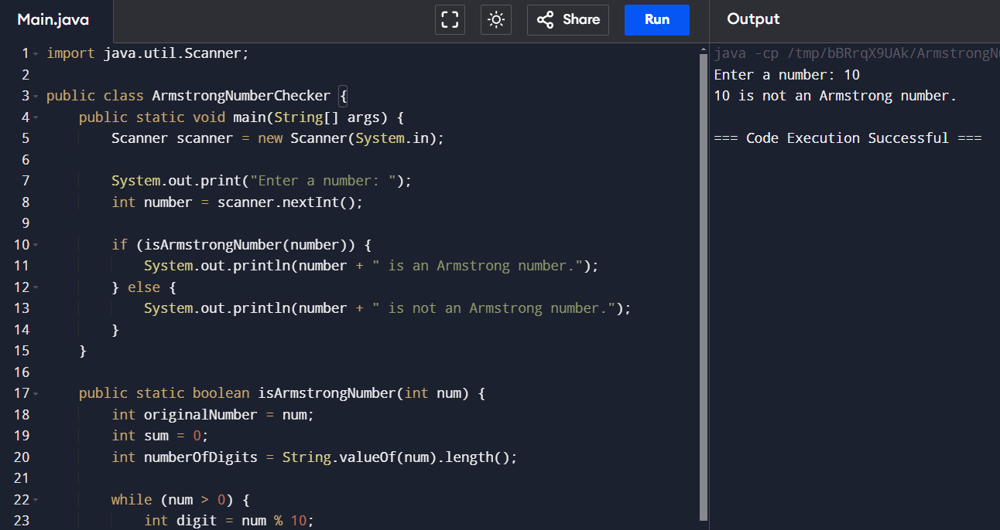 Main.java
Share
Run
Output
1 import java.util.Scanner;
2
3 public class ArmstrongNumberChecker {
4 public static void main(String[] args) {
5 Scanner scanner = new Scanner(System.in);
6
7 System.out.print("Enter a number: ");
8 int number = scanner.nextInt();
9
10 if (isArmstrongNumber(number)) {
11 System.out.println(number + " is an Armstrong number.");
12 } else {
13 System.out.println(number + " is not an Armstrong number.");
14 }
15 }
16
17 public static boolean isArmstrongNumber(int num) {
18 int originalNumber = num;
19 int sum = 0;
20 int numberOfDigits = String.valueOf(num).length();
21
22 while (num > 0) {
23 int digit = num % 10;
java -cp /tmp/bBRrqX9UAk/ArmstrongN
Enter a number: 10
10 is not an Armstrong number.
=== Code Execution Successful ===